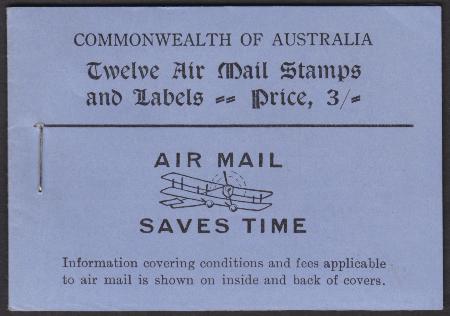 COMMONWEALTH OF AUSTRALIA
Twelve Air Mail Stamps
and Labels -- Price, 3/-
AIR MAIL
SAVES TIME
Information covering conditions and fees applicable
to air mail is shown on inside and back of covers.